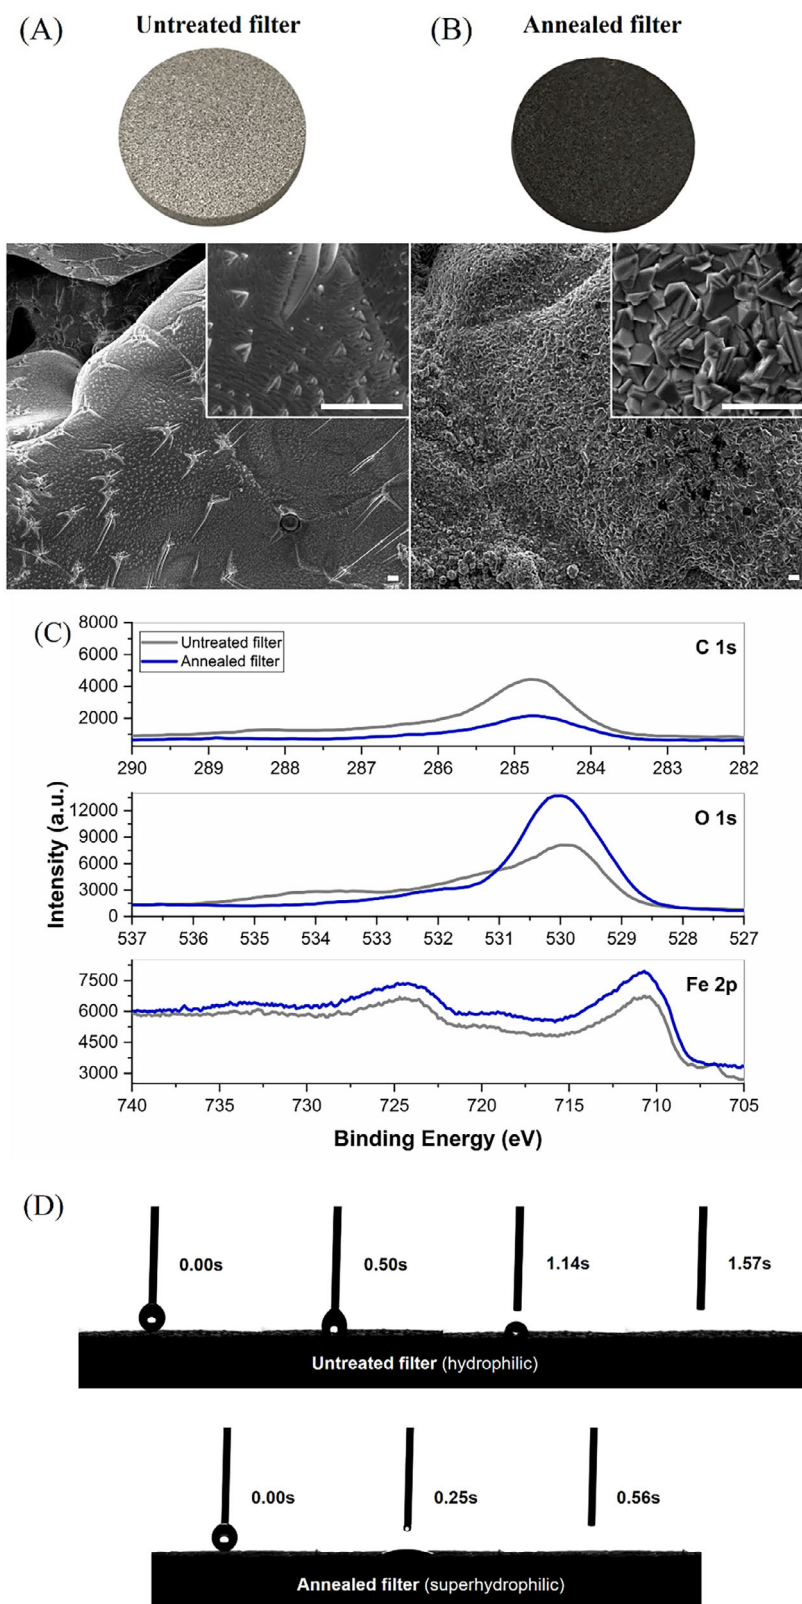 (A) Untreated filter
(B) Annealed filter
(C)
Untreated filter
Annealed filter
C 1s
8000
6000
4000
2000
290 289 288 287 286 285 284 283 282
O 1s
12000
9000
6000
3000
0
537 536 535 534 533 532 531 530 529 528 527
Fe 2p
7500
6000
4500
3000
740 735 730 725 720 715 710 705
Intensity (a.u.)
Binding Energy (eV)
(D)
0.00s 0.50s 1.14s 1.57s
Untreated filter (hydrophilic)
0.00s 0.25s 0.56s
Annealed filter (superhydrophilic)